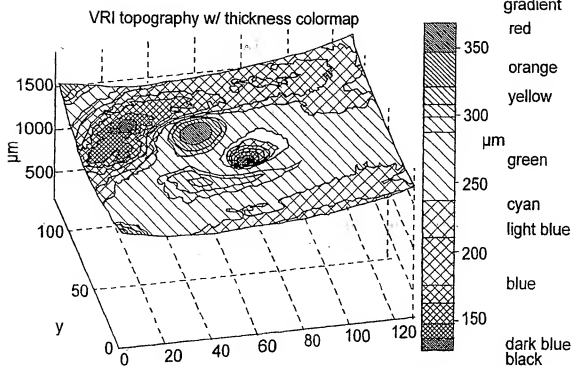 VRI topography w/ thickness colormap
gradient
red
orange
yellow
green
cyan
light blue
blue
dark blue
black
350
300
μm
250
200
150
1500
1000
500
μm
100
50
0
y
0
20
40
60
80
100
120